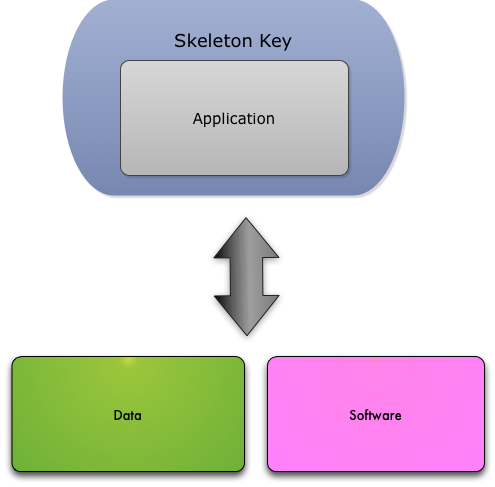 Skeleton Key
Application
Data
Software